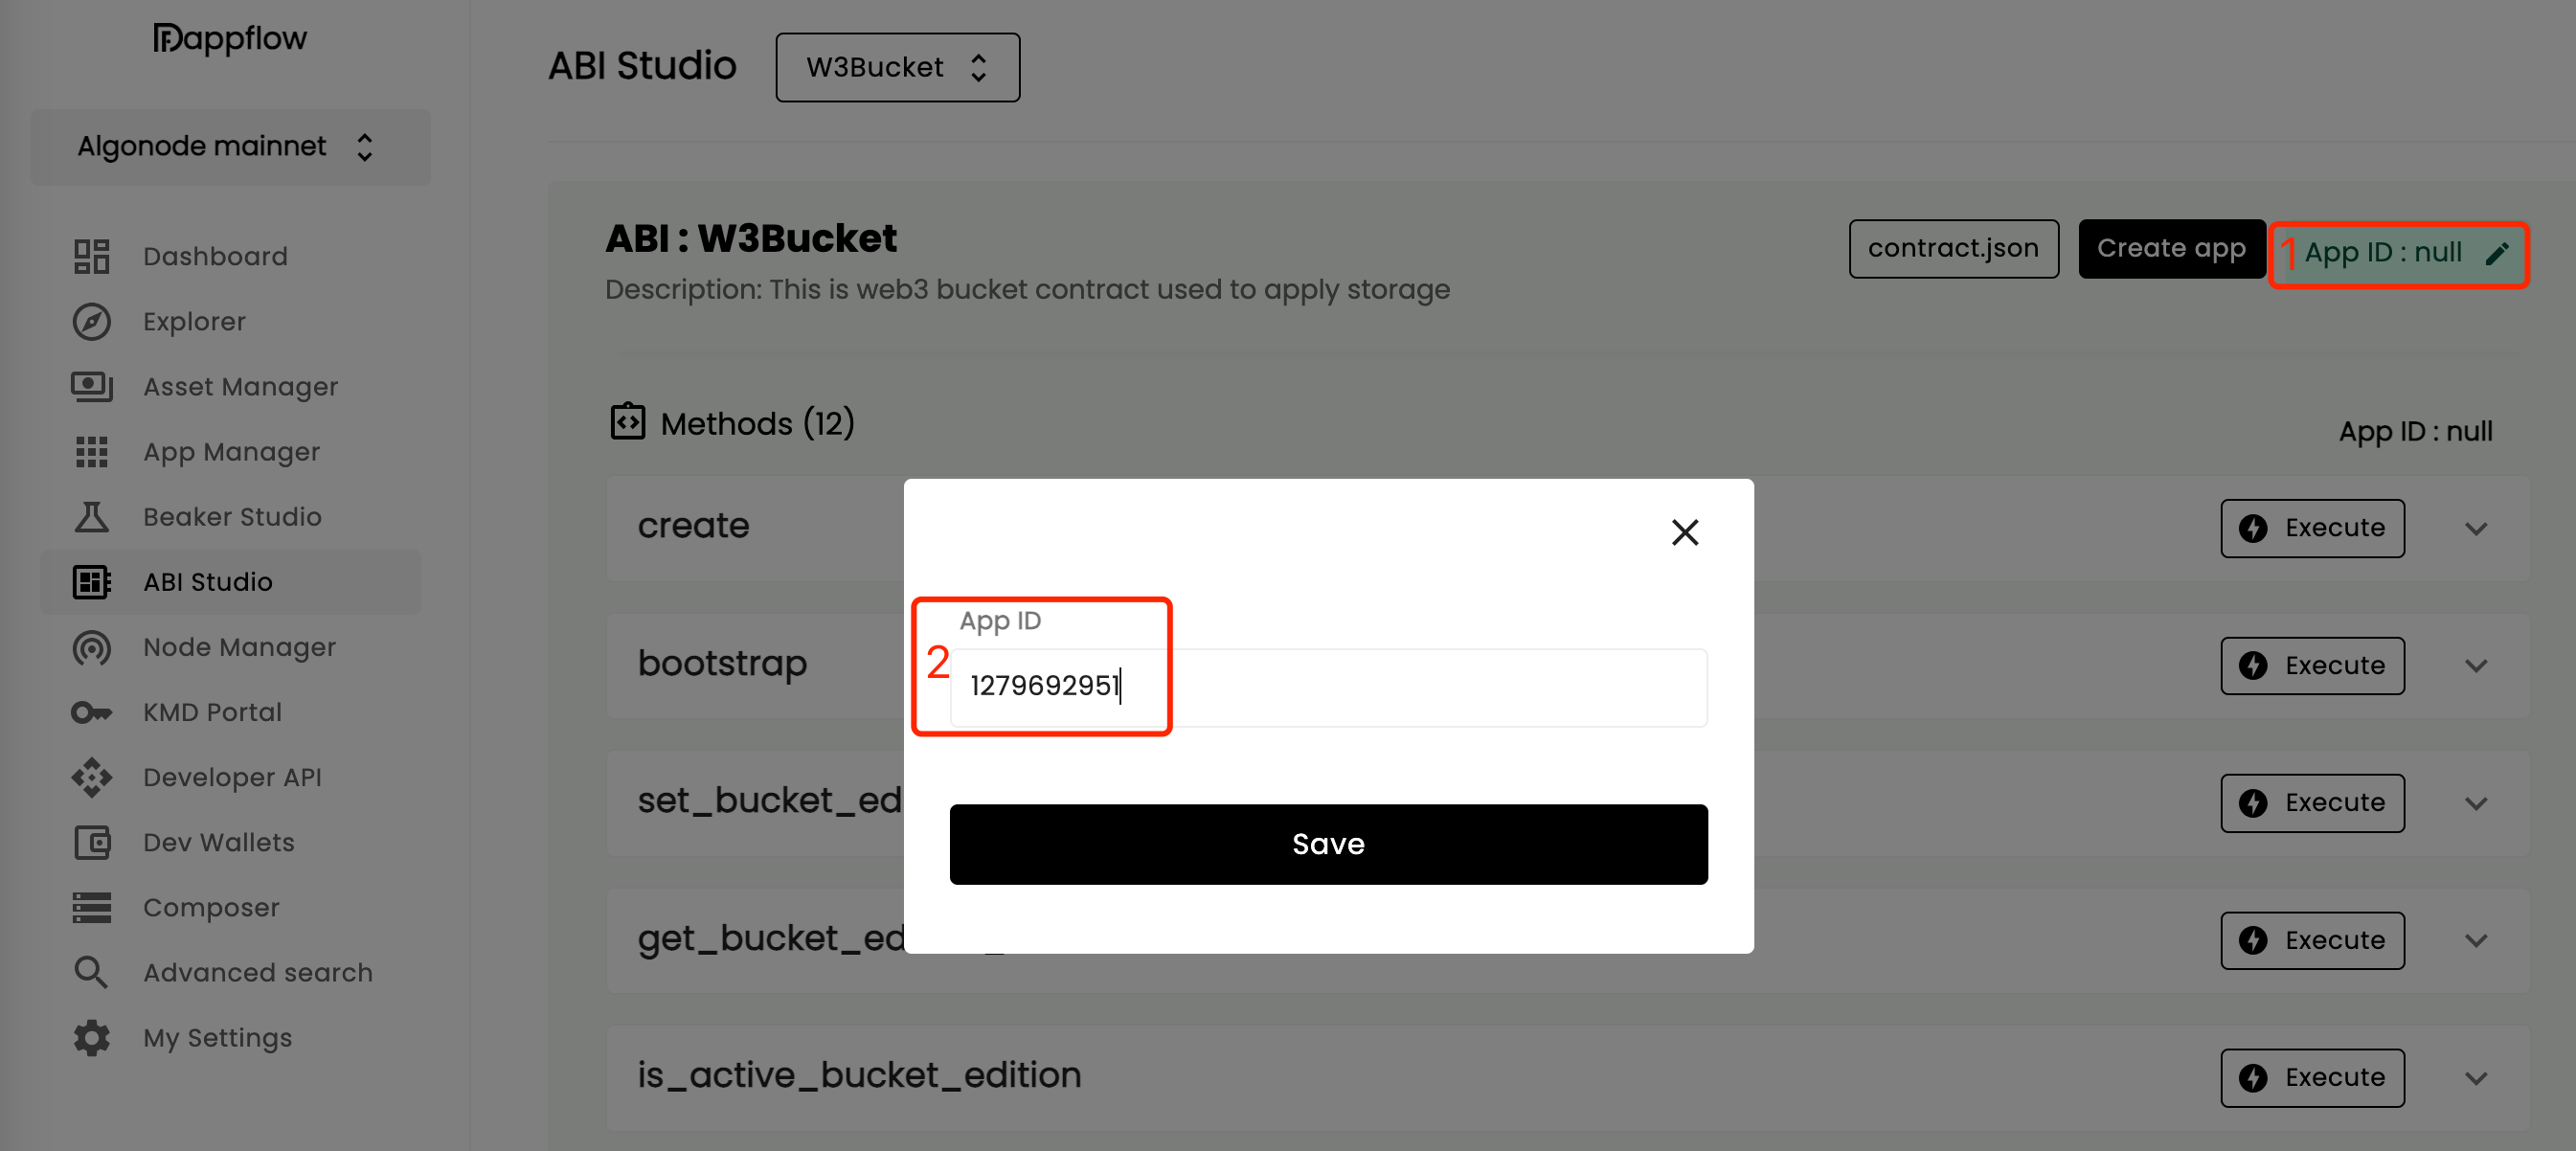 Dappflow
Algonode mainnet
Dashboard
Explorer
Asset Manager
App Manager
Beaker Studio
ABI Studio
Node Manager
KMD Portal
Developer API
Dev Wallets
Composer
Advanced search
My Settings
ABI Studio
W3Bucket
ABI : W3Bucket
contract.json
Create app
1
App ID : null
Description: This is web3 bucket contract used to apply storage
Methods (12)
App ID : null
create
Execute
bootstrap
Execute
set_bucket_ed
Execute
get_bucket_ed
Execute
is_active_bucket_edition
Execute
App ID
2
1279692951
Save